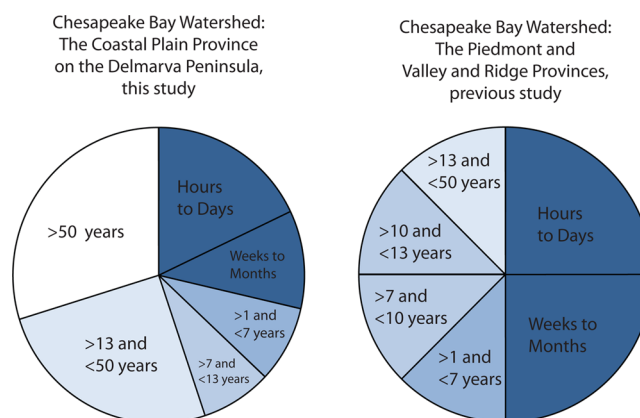 Chesapeake Bay Watershed:
The Coastal Plain Province
on the Delmarva Peninsula,
this study
Hours
to Days
Weeks to
Months
>1 and
<7 years
>7 and
<13 years
>13 and
<50 years
>50 years
Chesapeake Bay Watershed:
The Piedmont and
Valley and Ridge Provinces,
previous study
Hours
to Days
Weeks to
Months
>1 and
<7 years
>7 and
<10 years
>10 and
<13 years
>13 and
<50 years